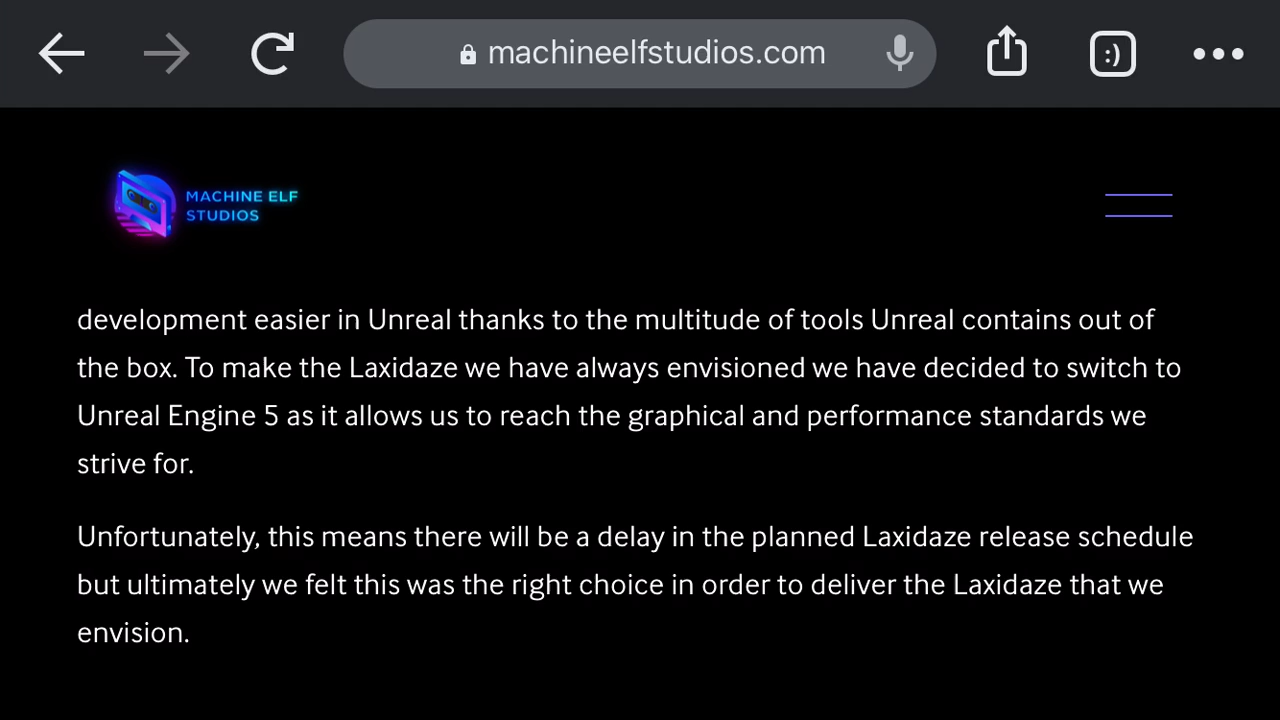 machineelfstudios.com
:)
MACHINE ELF
STUDIOS
development easier in Unreal thanks to the multitude of tools Unreal contains out of
the box. To make the Laxidaze we have always envisioned we have decided to switch to
Unreal Engine 5 as it allows us to reach the graphical and performance standards we
strive for.
Unfortunately, this means there will be a delay in the planned Laxidaze release schedule
but ultimately we felt this was the right choice in order to deliver the Laxidaze that we
envision.